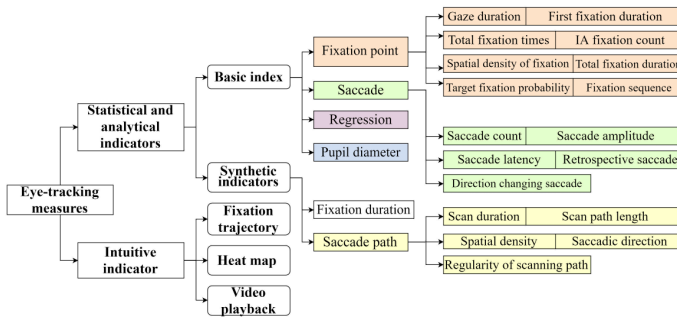 Gaze duration
First fixation duration
Fixation point
Total fixation times
IA fixation count
Basic index
Spatial density of fixation
Total fixation duration
Saccade
Target fixation probability
Fixation sequence
Statistical and
analytical
indicators
Regression
Saccade count
Saccade amplitude
Pupil diameter
Saccade latency
Retrospective saccade
Synthetic
indicators
Direction changing saccade
Eye-tracking
measures
Fixation
trajectory
Fixation duration
Scan duration
Scan path length
Saccade path
Spatial density
Saccadic direction
Intuitive
indicator
Heat map
Regularity of scanning path
Video
playback